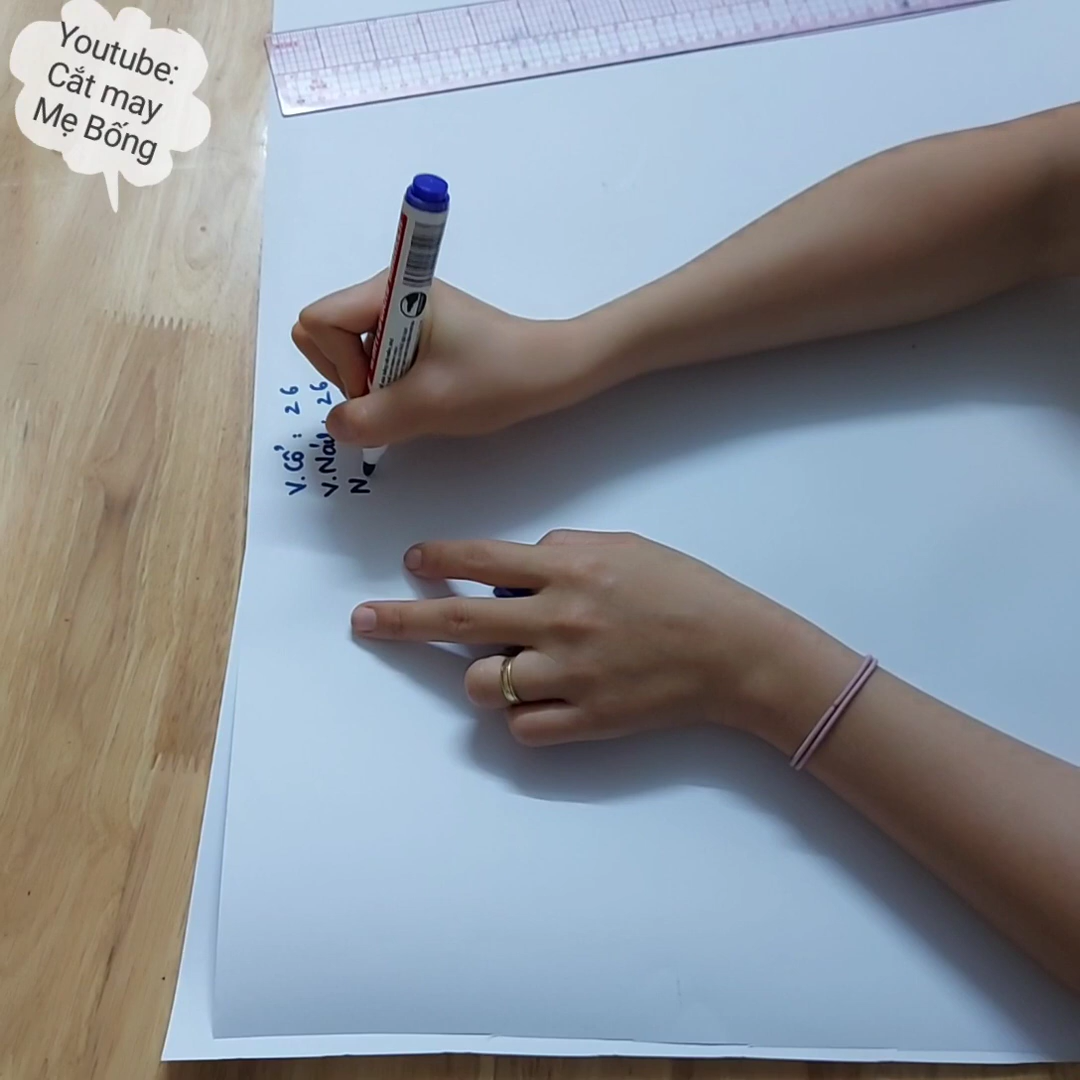 Youtube:
Cắt may
Mẹ Bống
V. Cổ : 26
V. Nách : 26
N